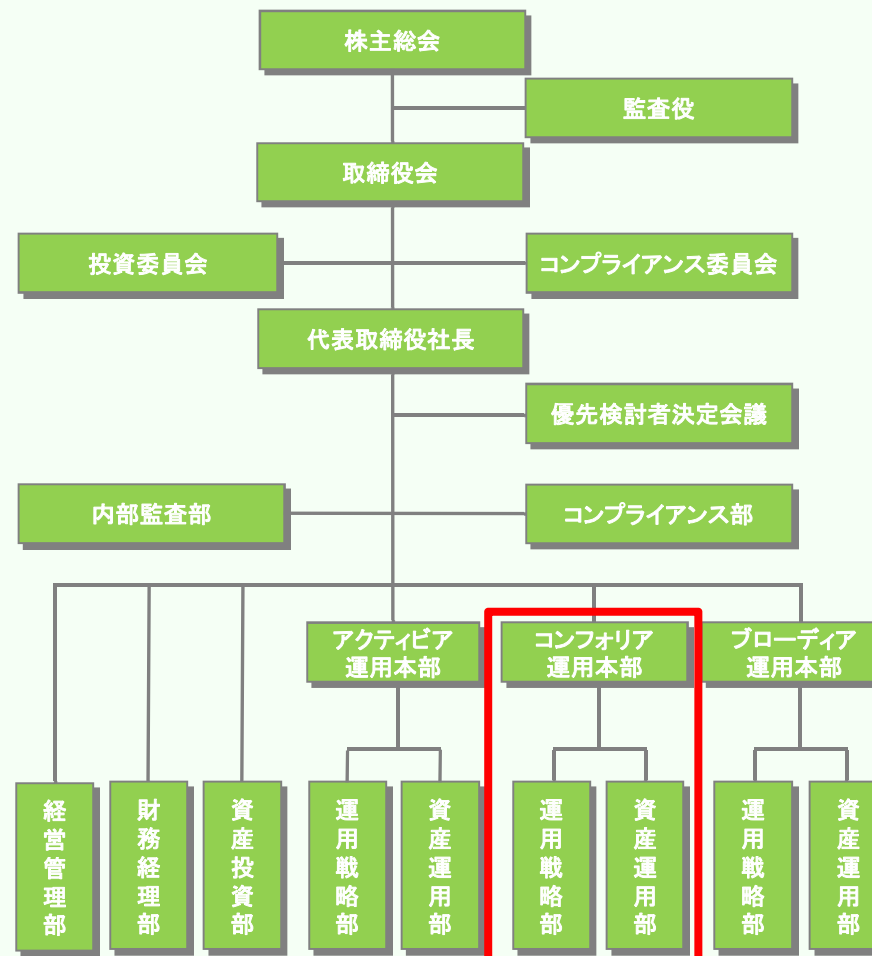 株主総会
監査役
取締役会
投資委員会
コンプライアンス委員会
代表取締役社長
優先検討者決定会議
内部監査部
コンプライアンス部
アクティビア
運用本部
コンフォリア
運用本部
ブローディア
運用本部
経営管理部
財務経理部
資産投資部
運用戦略部
資産運用部
運用戦略部
資産運用部
運用戦略部
資産運用部